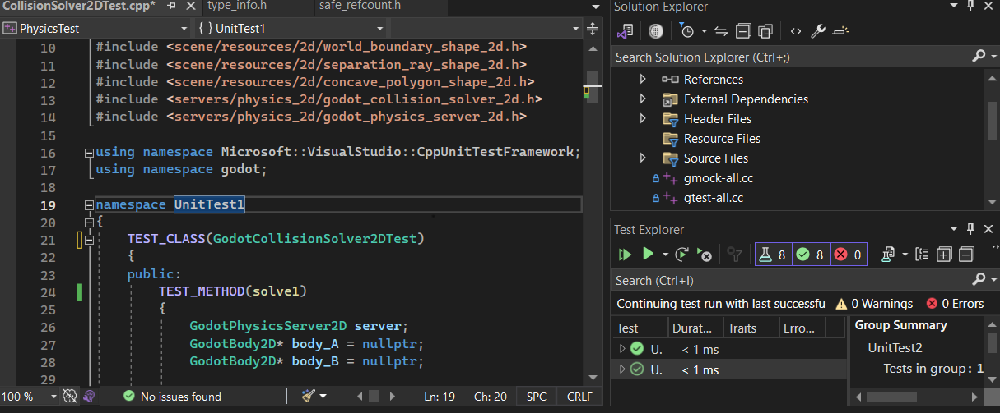 CollisionSolver2DTest.cpp*
type_info.h
safe_refcount.h
PhysicsTest
{ } UnitTest1
10 #include <scene/resources/2d/world_boundary_shape_2d.h>
11 #include <scene/resources/2d/separation_ray_shape_2d.h>
12 #include <scene/resources/2d/concave_polygon_shape_2d.h>
13 #include <servers/physics_2d/godot_collision_solver_2d.h>
14 #include <servers/physics_2d/godot_physics_server_2d.h>
15
16 using namespace Microsoft::VisualStudio::CppUnitTestFramework;
17 using namespace godot;
18
19 namespace UnitTest1
20 {
21 TEST_CLASS(GodotCollisionSolver2DTest)
22 {
23 public:
24 TEST_METHOD(solve1)
25 {
26 GodotPhysicsServer2D server;
27 GodotBody2D* body_A = nullptr;
28 GodotBody2D* body_B = nullptr;
29
100 %
No issues found
Ln: 19 Ch: 20 SPC CRLF
Solution Explorer
Search Solution Explorer (Ctrl+;)
References
External Dependencies
Header Files
Resource Files
Source Files
gmock-all.cc
gtest-all.cc
Test Explorer
8 8 0
Search (Ctrl+I)
Continuing test run with last successfu 0 Warnings 0 Errors
Test Durat... Traits Erro...
U. < 1 ms
U. < 1 ms
Group Summary
UnitTest2
Tests in group: 1